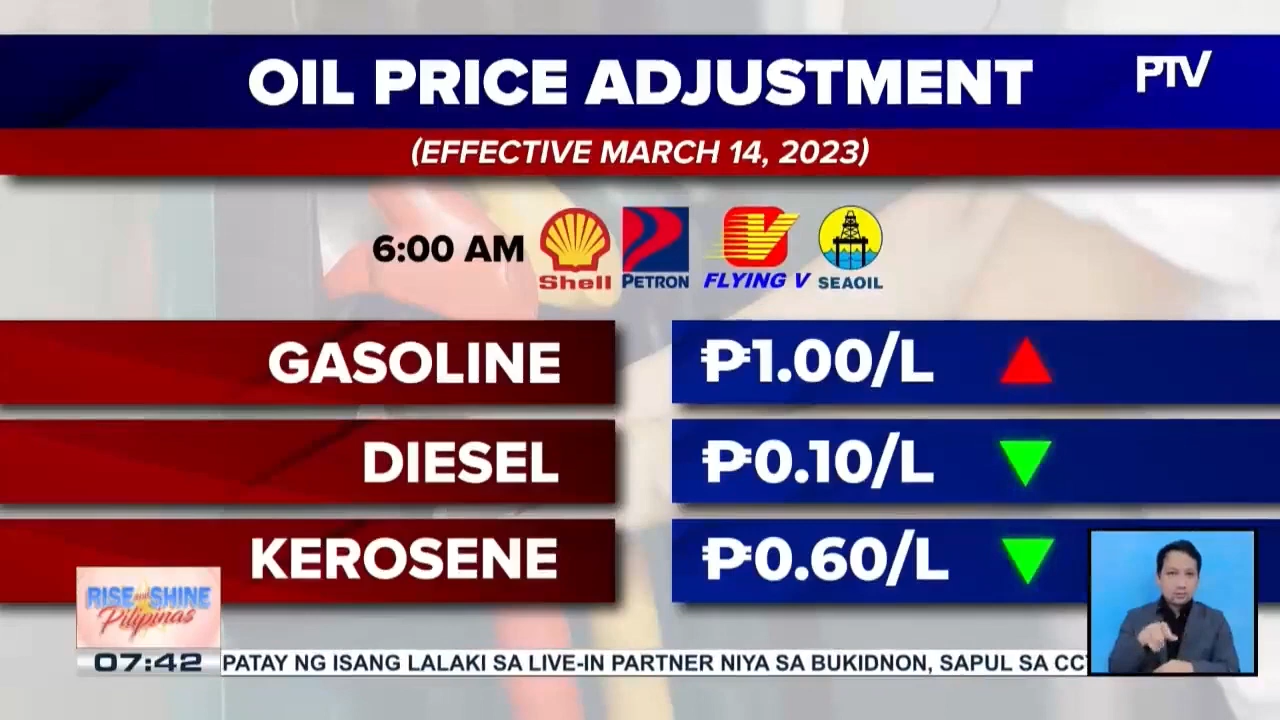 OIL PRICE ADJUSTMENT
PTV
(EFFECTIVE MARCH 14, 2023)
6:00 AM
Shell
PETRON
V
FLYING V
SEAOIL
GASOLINE
₱1.00/L
DIESEL
₱0.10/L
KEROSENE
₱0.60/L
RISE and SHINE
Pilipinas
07:42
PATAY NG ISANG LALAKI SA LIVE-IN PARTNER NIYA SA BUKIDNON, SAPUL SA CC